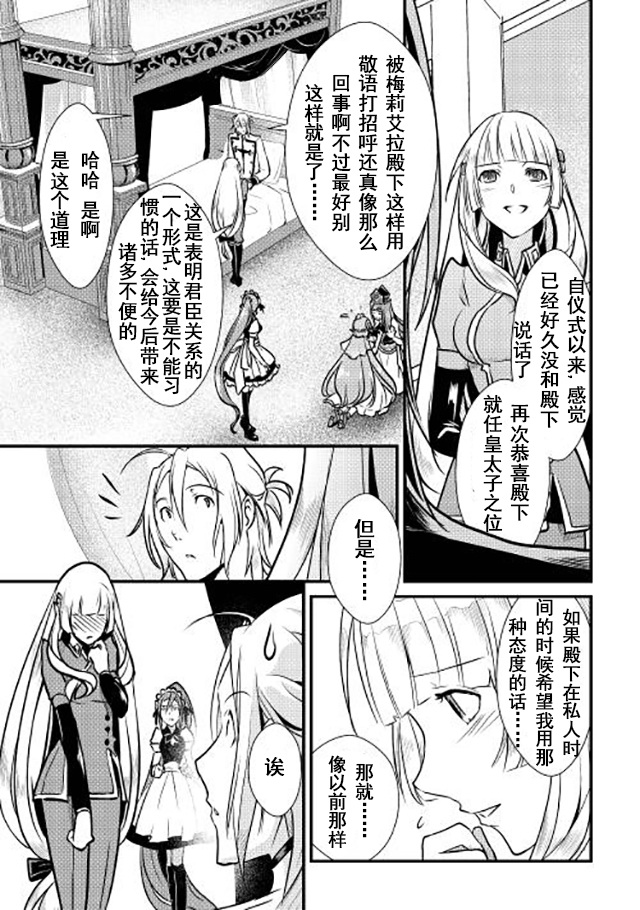 自仪式以来，感觉
已经好久没和殿下
说话了　再次恭喜殿下
就任皇太子之位
被梅莉艾拉殿下这样用
敬语打招呼还真像那么
回事啊不过最好别
这样就是了……
这是表明君臣关系的
一个形式，这要是不能习
惯的话　会给今后带来
诸多不便的
哈哈　是啊
是这个道理
但是……
如果殿下在私人时
间的时候希望我用那
种态度的话……
那就……
像以前那样
诶